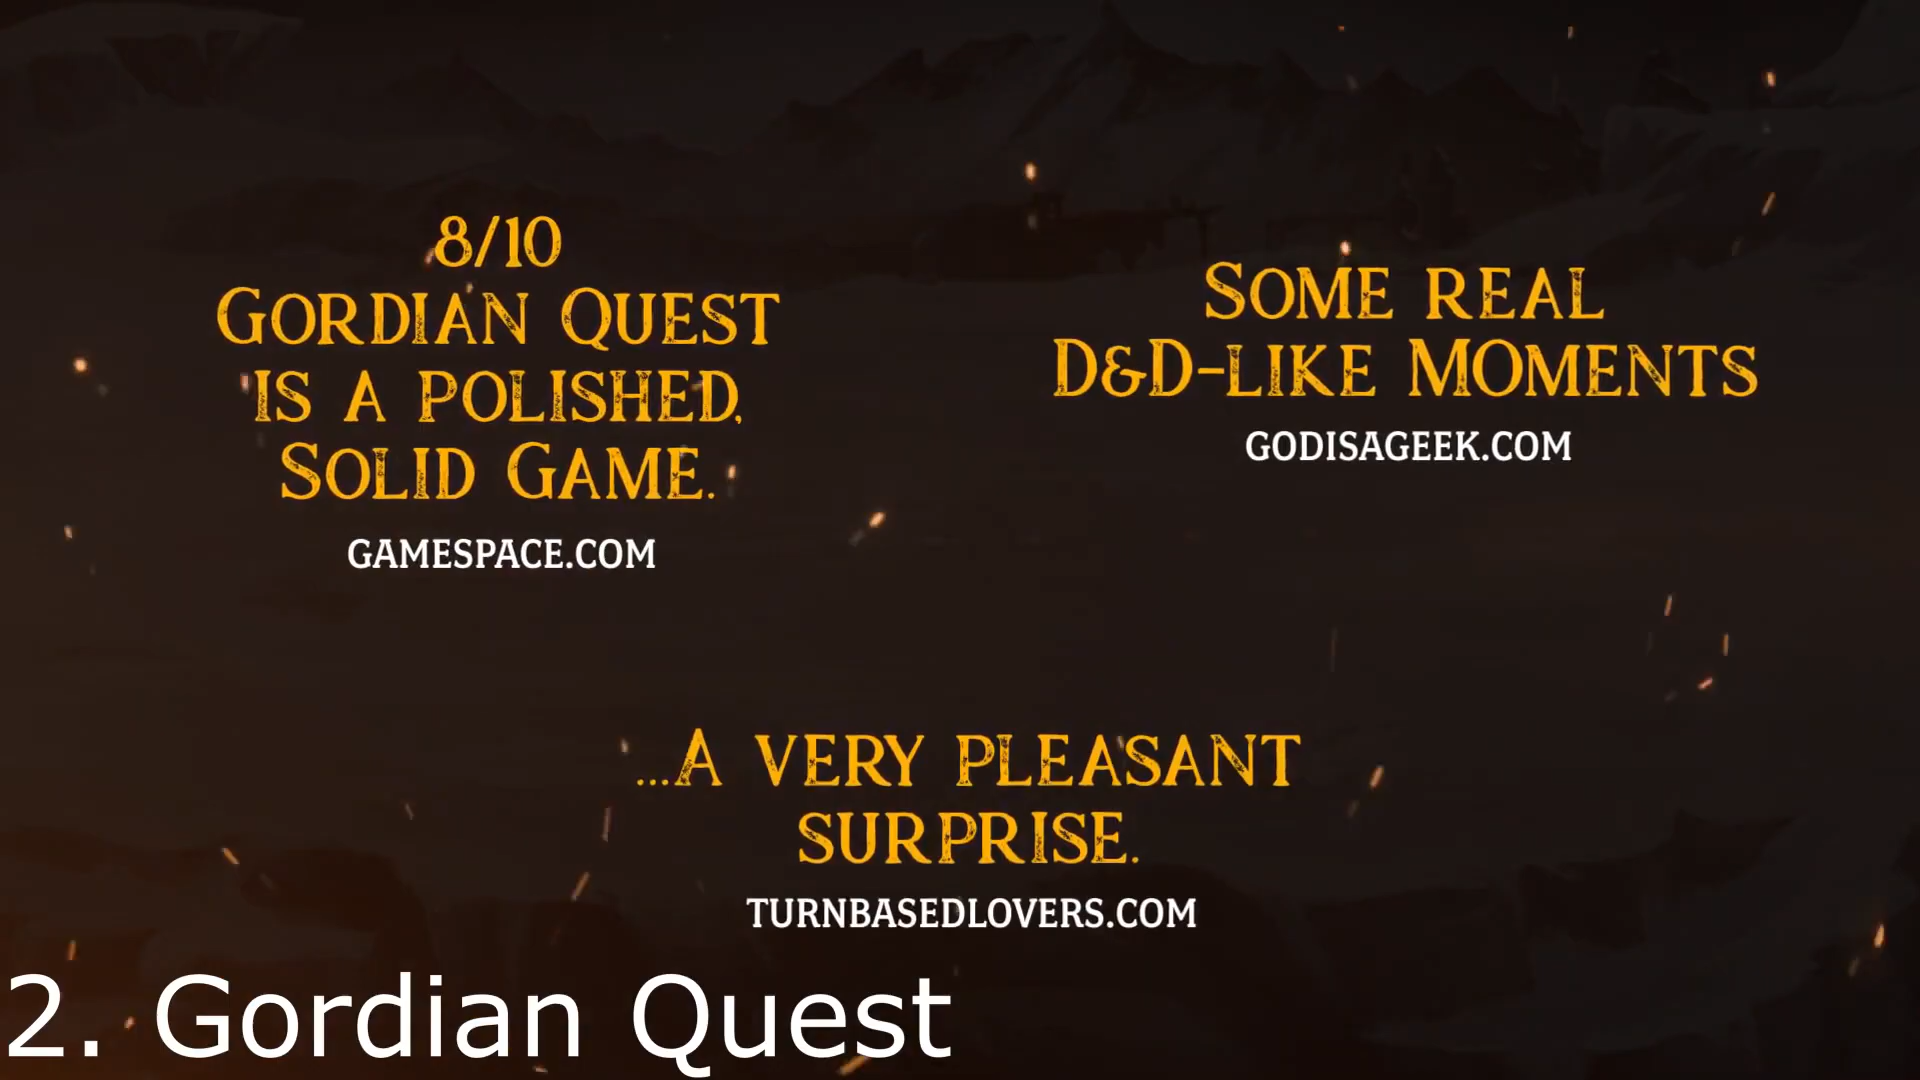 8/10
GORDIAN QUEST
IS A POLISHED,
SOLID GAME.
GAMESPACE.COM
SOME REAL
D&D-LIKE MOMENTS
GODISAGEEK.COM
...A VERY PLEASANT
SURPRISE.
TURNBASEDLOVERS.COM
2. Gordian Quest